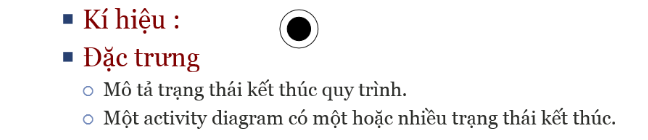 Kí hiệu :
Đặc trưng
Mô tả trạng thái kết thúc quy trình.
Một activity diagram có một hoặc nhiều trạng thái kết thúc.